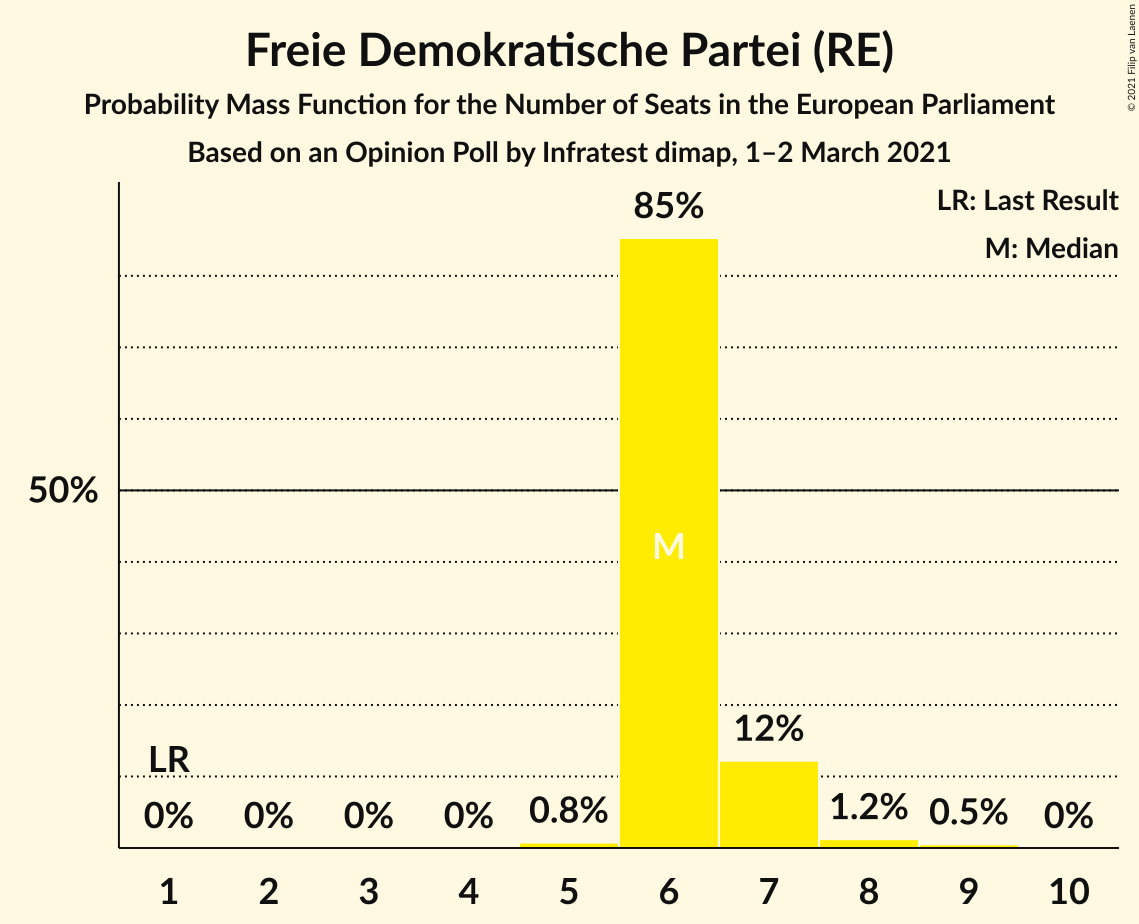 Freie Demokratische Partei (RE)
Probability Mass Function for the Number of Seats in the European Parliament
Based on an Opinion Poll by Infratest dimap, 1–2 March 2021
© 2021 Filip van Laenen
LR: Last Result
M: Median
85%
50%
M
12%
LR
0% 0% 0% 0% 0.8% 1.2% 0.5% 0%
1 2 3 4 5 6 7 8 9 10